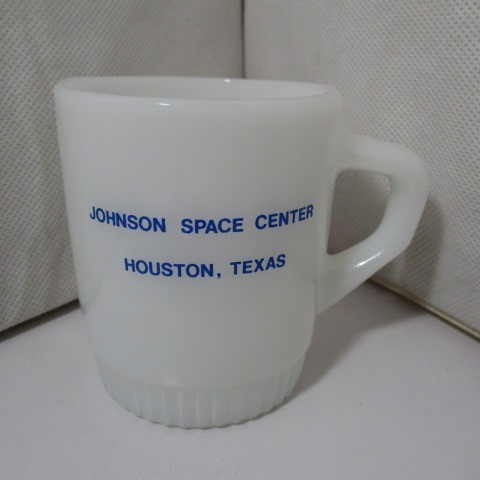 JOHNSON SPACE CENTER
HOUSTON, TEXAS